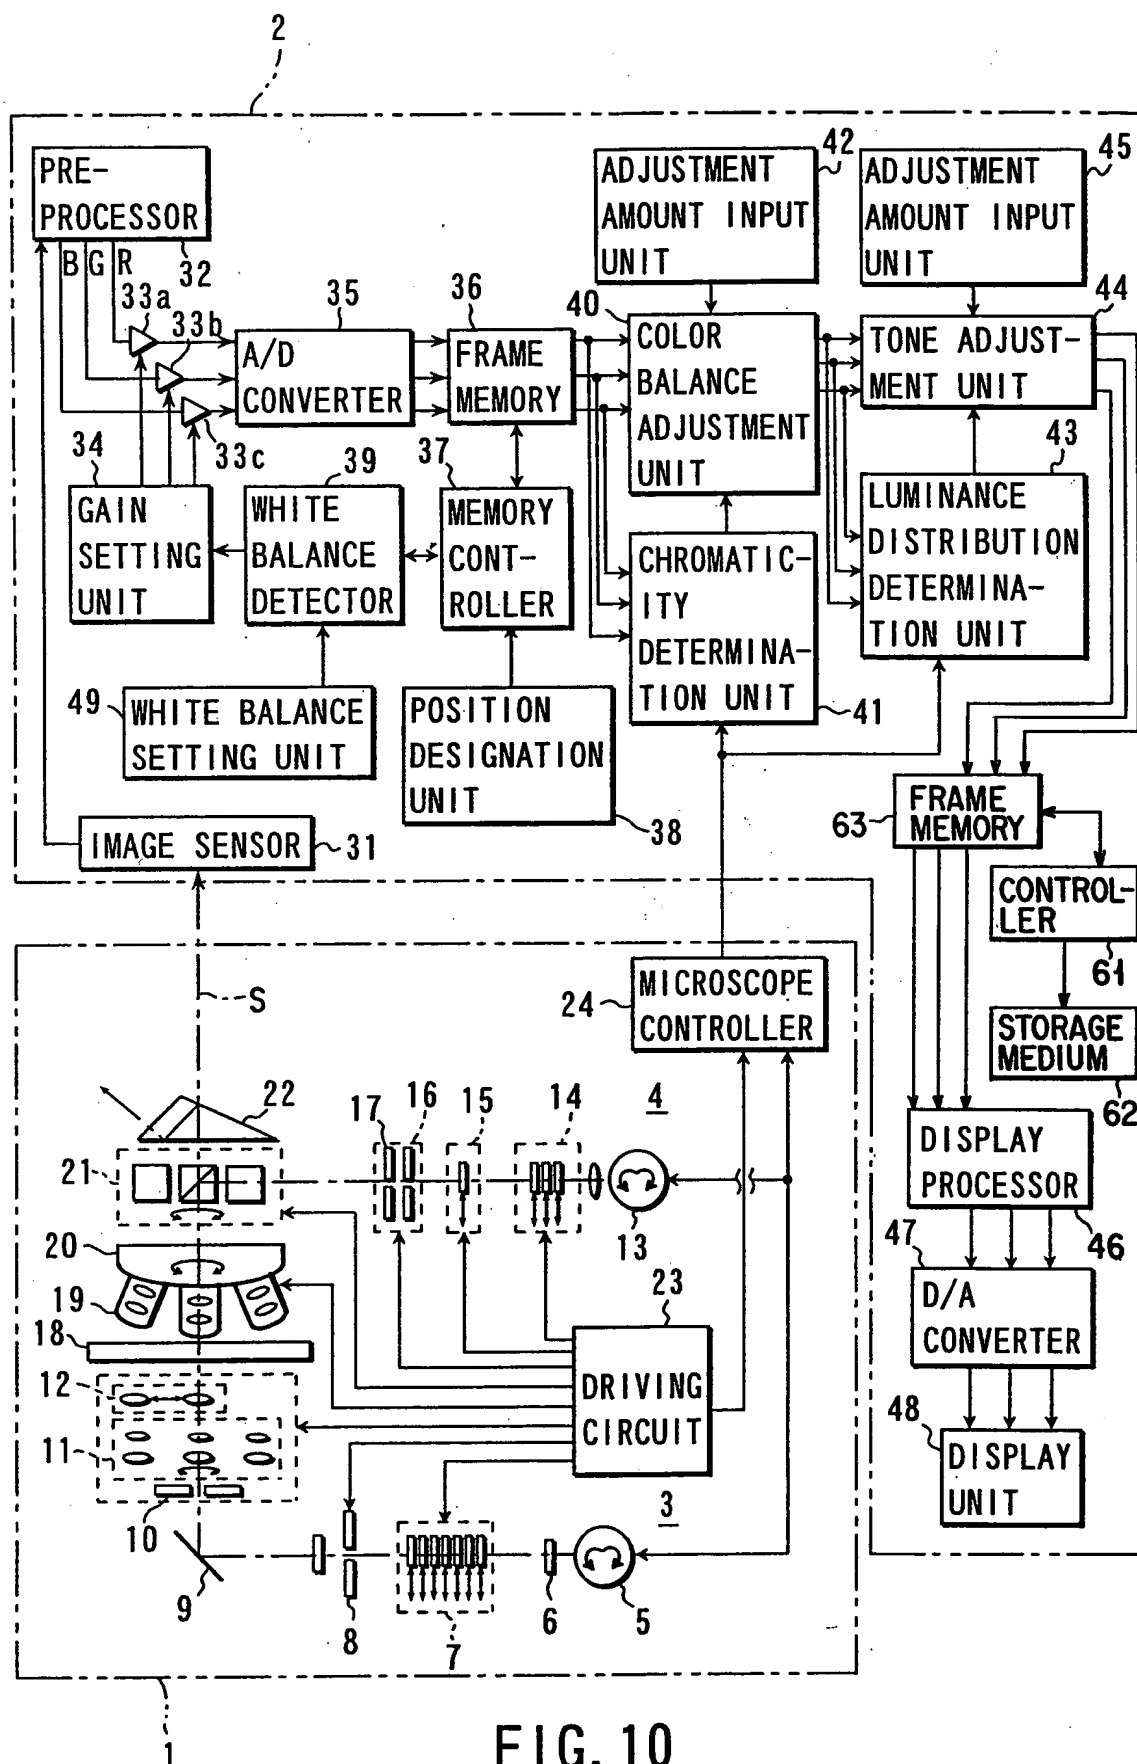 2
PRE-
PROCESSOR
32
B G R
33a
33b
33c
35
A/D
CONVERTER
36
FRAME
MEMORY
42
ADJUSTMENT
AMOUNT INPUT
UNIT
45
ADJUSTMENT
AMOUNT INPUT
UNIT
40
COLOR
BALANCE
ADJUSTMENT
UNIT
44
TONE ADJUST-
MENT UNIT
34
GAIN
SETTING
UNIT
39
WHITE
BALANCE
DETECTOR
37
MEMORY
CONT-
ROLLER
CHROMATIC-
ITY
DETERMINA-
TION UNIT
41
43
LUMINANCE
DISTRIBUTION
DETERMINA-
TION UNIT
49
WHITE BALANCE
SETTING UNIT
POSITION
DESIGNATION
UNIT
38
IMAGE SENSOR
31
63
FRAME
MEMORY
CONTROL-
LER
61
STORAGE
MEDIUM
62
S
24
MICROSCOPE
CONTROLLER
22
17
16
15
14
4
21
13
DISPLAY
PROCESSOR
46
20
19
18
23
DRIVING
CIRCUIT
47
D/A
CONVERTER
12
11
48
DISPLAY
UNIT
10
3
9
8
7
6
5
1
FIG. 10